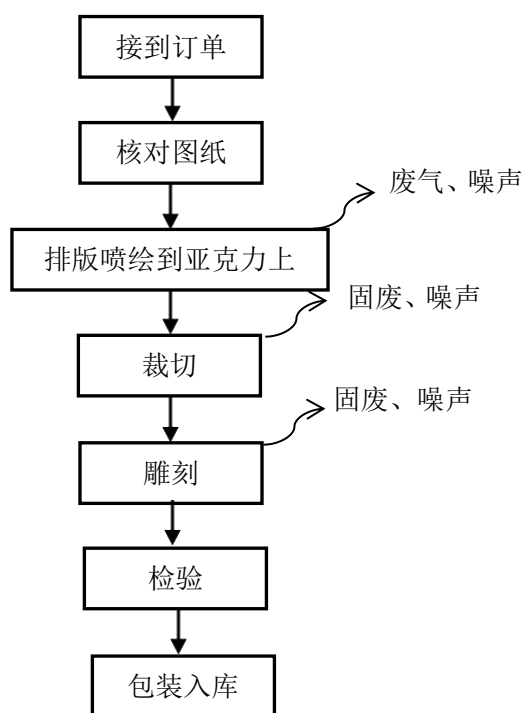 接到订单
核对图纸
废气、噪声
排版喷绘到亚克力上
固废、噪声
裁切
固废、噪声
雕刻
检验
包装入库